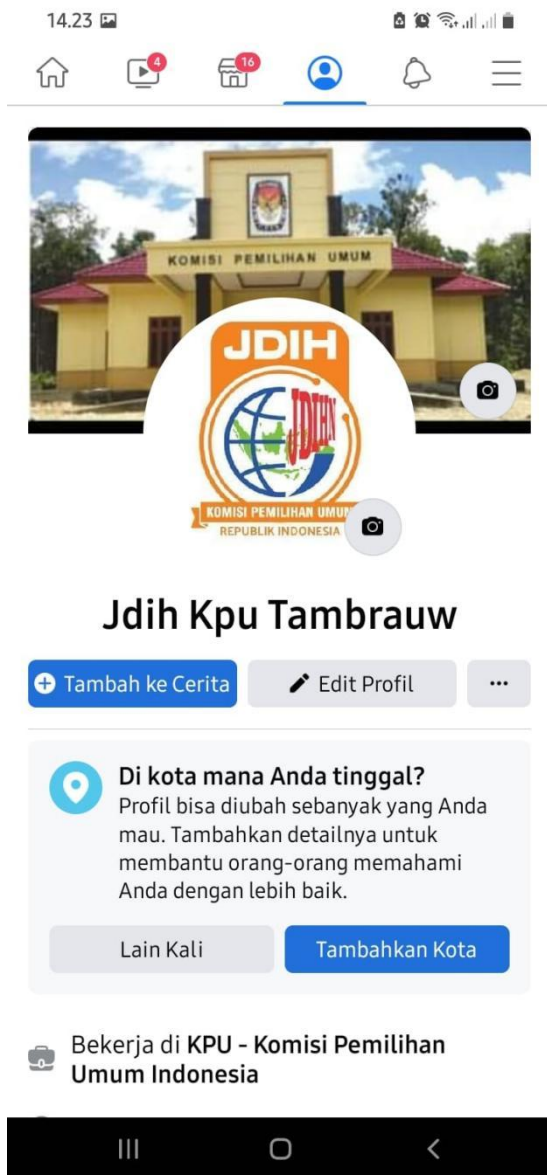 14.23
4
16
KOMISI PEMILIHAN UMUM
JDIH
JDIHN
KOMISI PEMILIHAN UMUM
REPUBLIK INDONESIA
Jdih Kpu Tambrauw
Tambah ke Cerita
Edit Profil
Di kota mana Anda tinggal?
Profil bisa diubah sebanyak yang Anda
mau. Tambahkan detailnya untuk
membantu orang-orang memahami
Anda dengan lebih baik.
Lain Kali
Tambahkan Kota
Bekerja di KPU - Komisi Pemilihan
Umum Indonesia